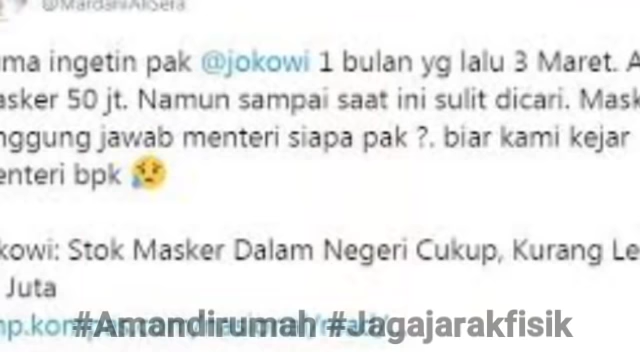 @MardaniAliSera
ma ingetin pak @jokowi 1 bulan yg lalu 3 Maret. A
asker 50 jt. Namun sampai saat ini sulit dicari. Mask
nggung jawab menteri siapa pak ?. biar kami kejar
enteri bpk 😥
kowi: Stok Masker Dalam Negeri Cukup, Kurang Le
Juta
#Amandirumah #Jagajarakfisik